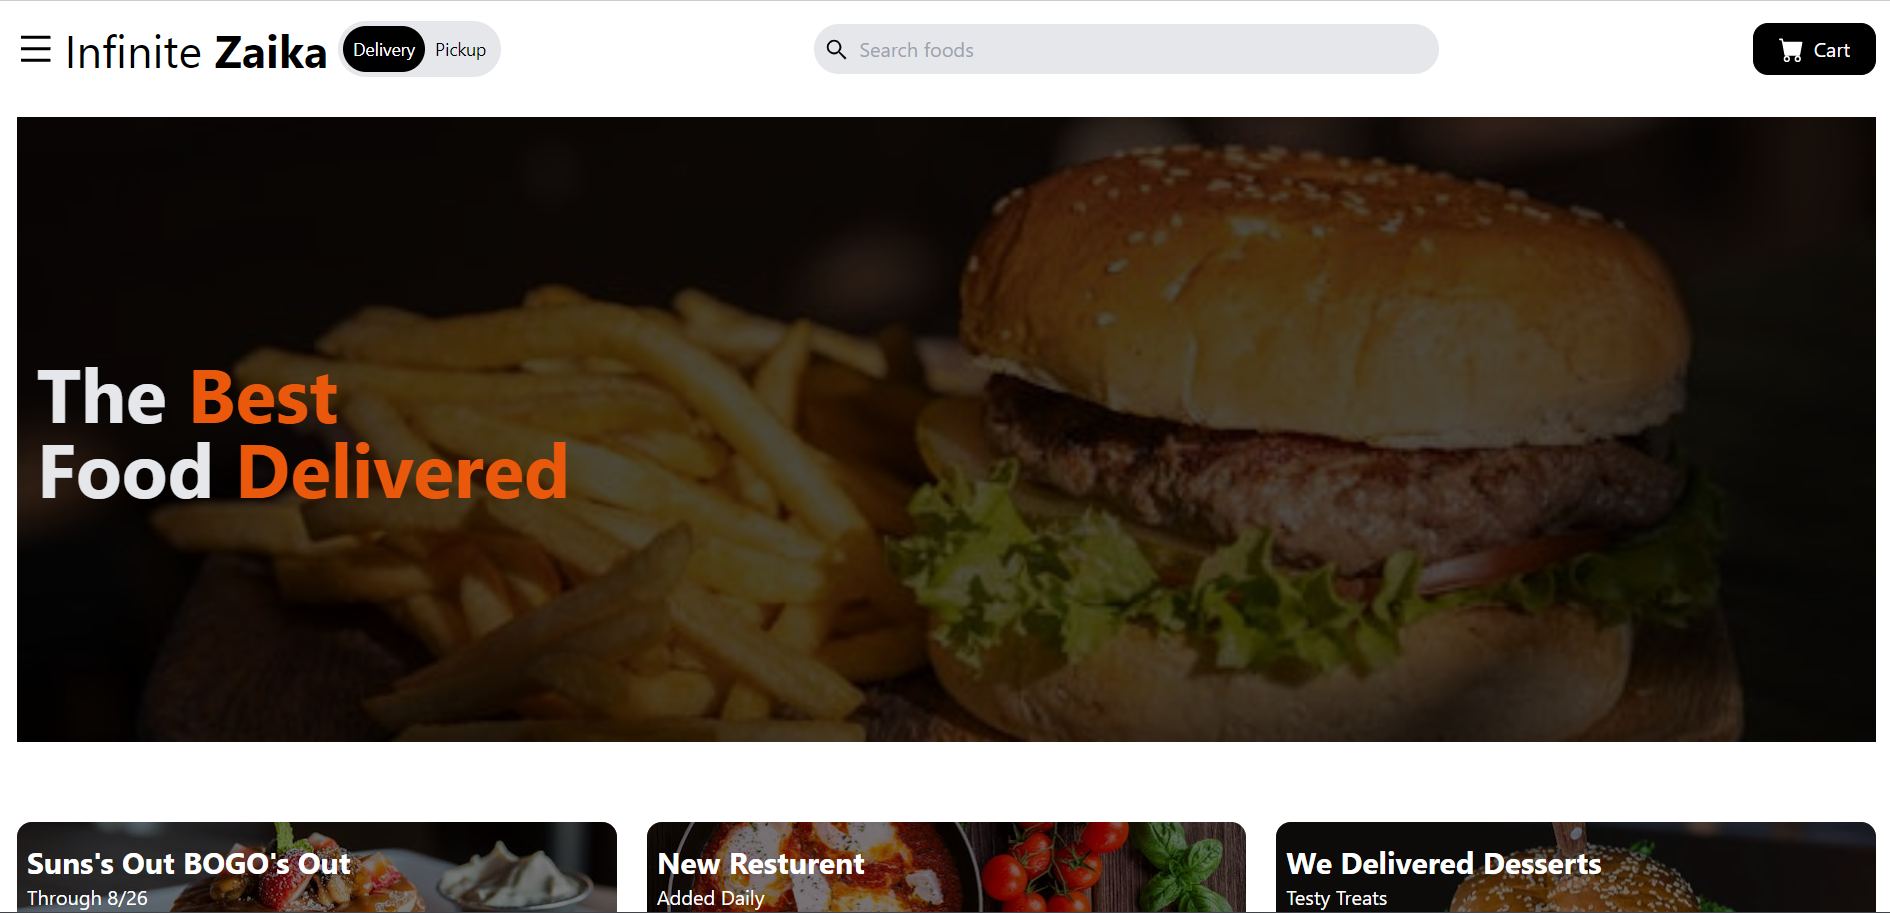 Infinite Zaika
Delivery Pickup
Search foods
Cart
The Best
Food Delivered
Suns's Out BOGO's Out
Through 8/26
New Resturent
Added Daily
We Delivered Desserts
Testy Treats